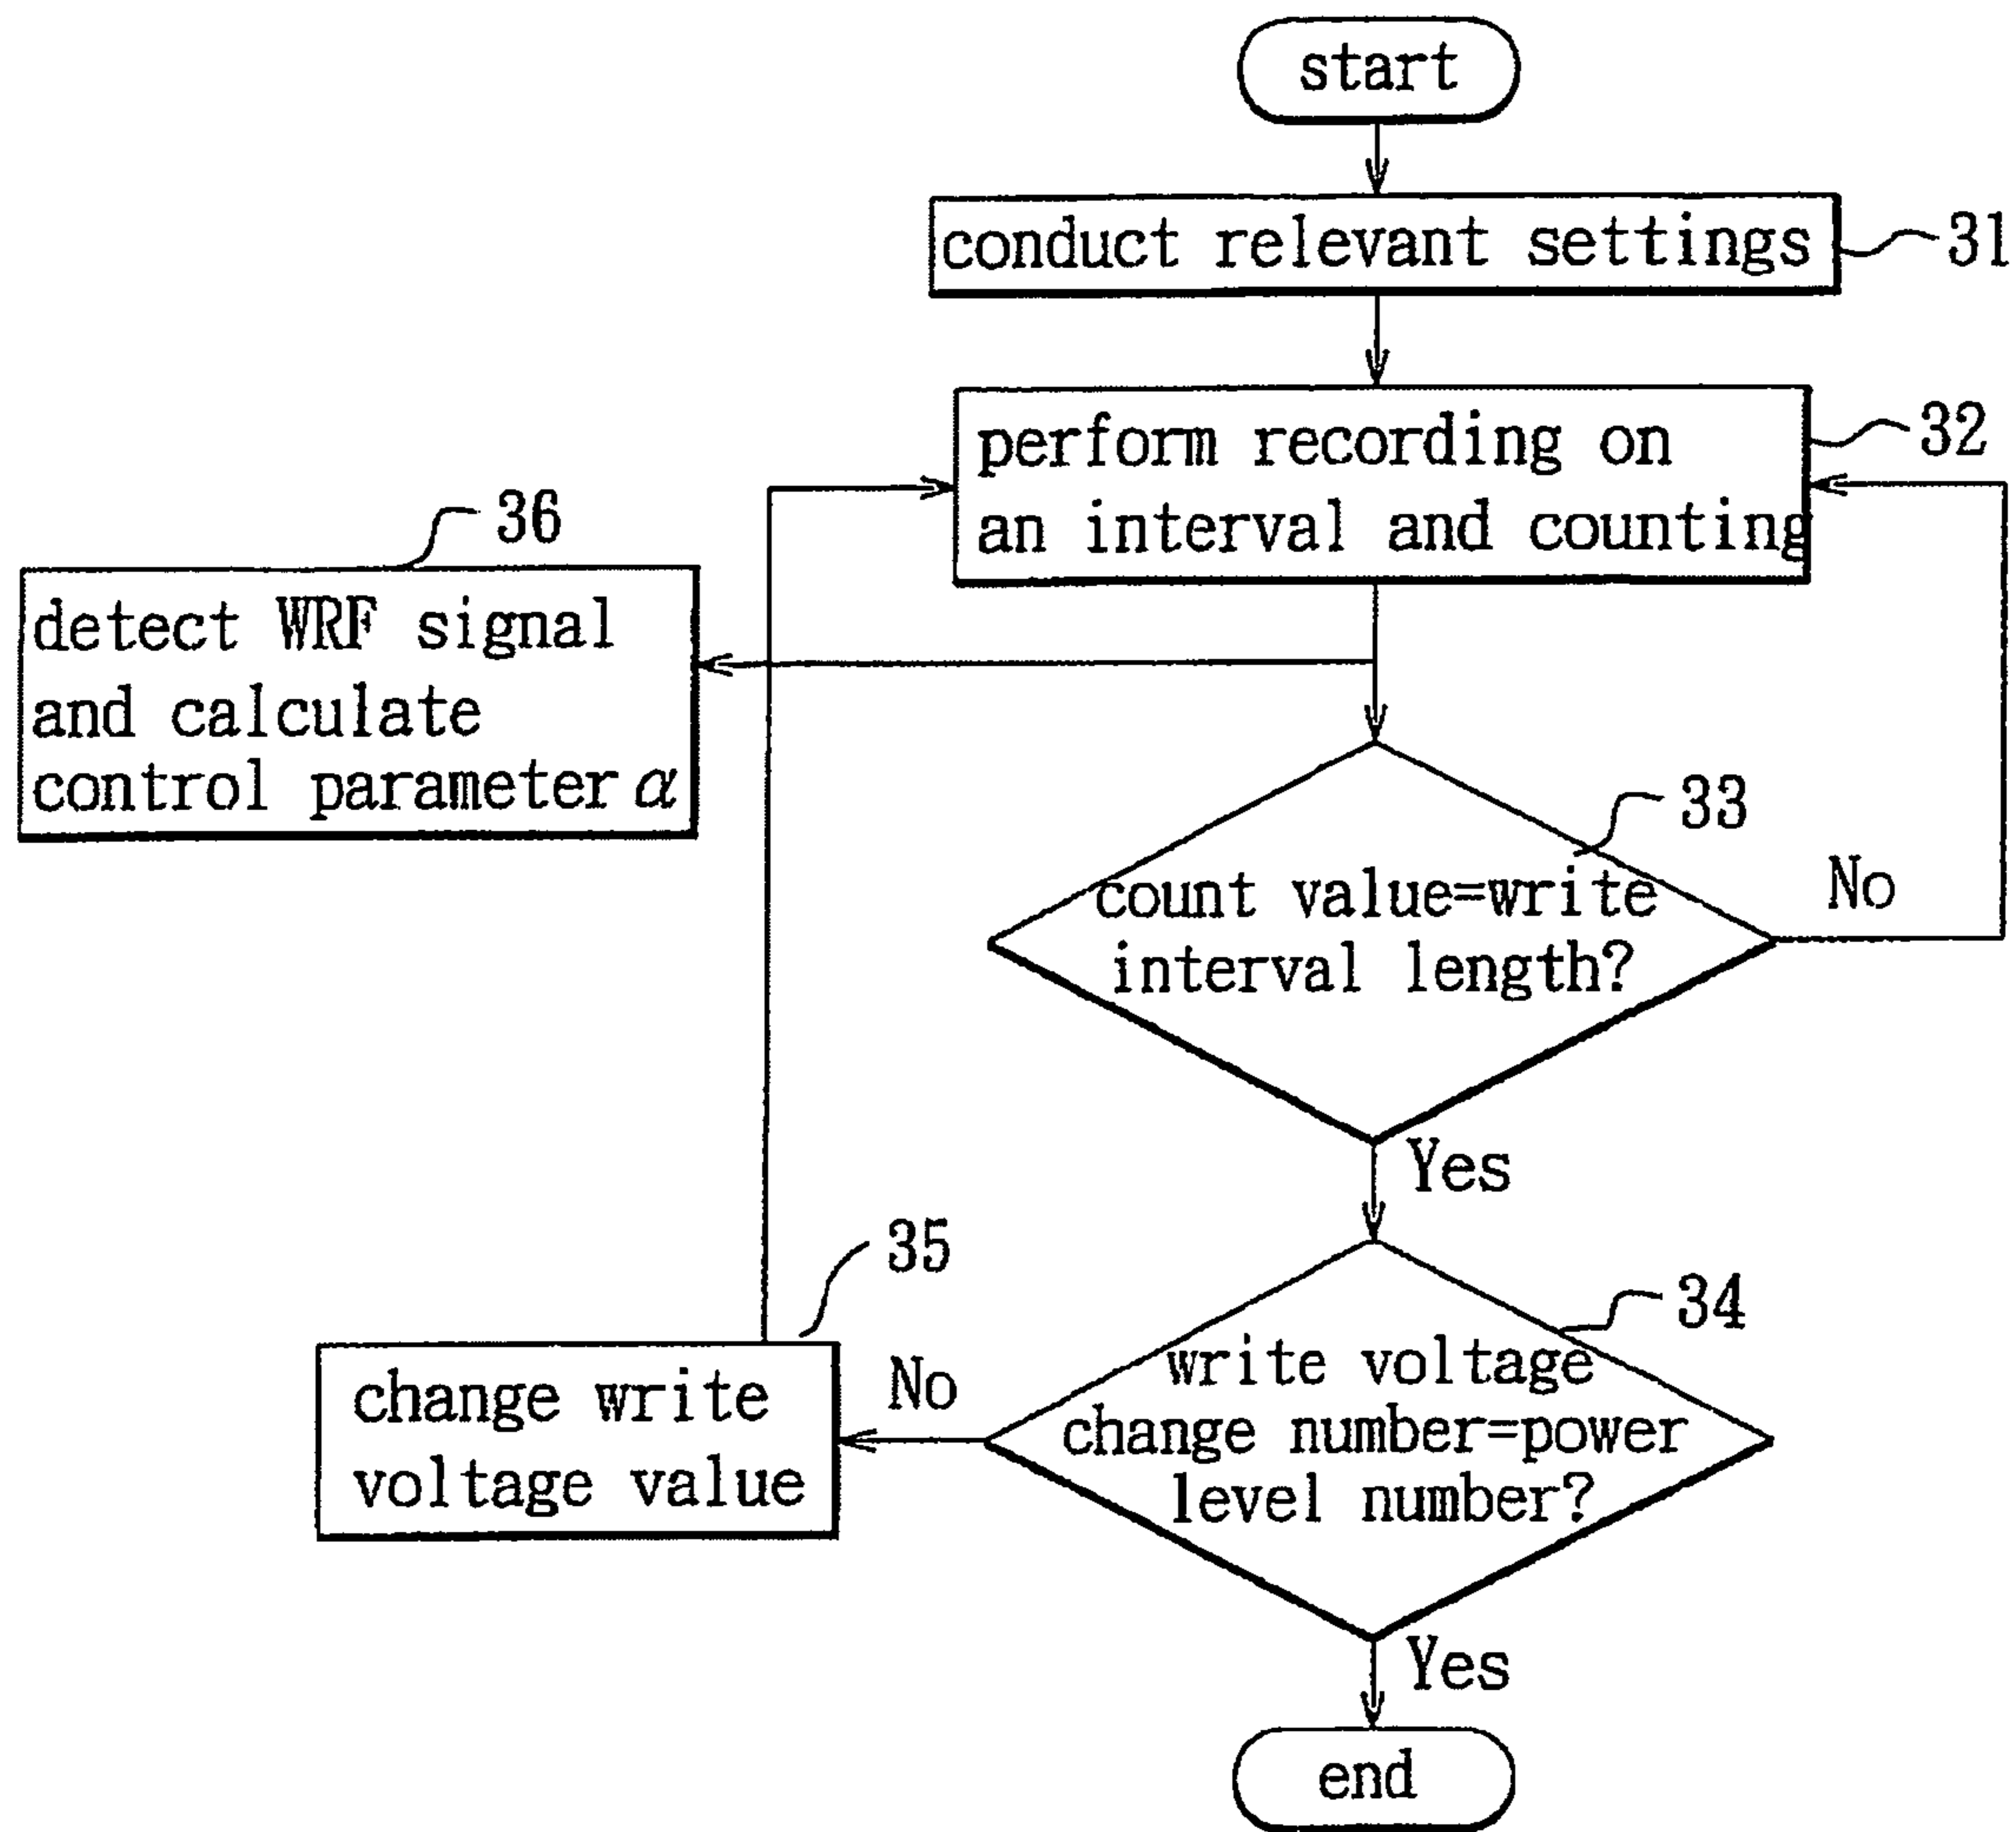 start
conduct relevant settings
31
perform recording on
an interval and counting
32
36
detect WRF signal
and calculate
control parameter α
33
count value=write
interval length?
No
Yes
35
change write
voltage value
No
34
write voltage
change number=power
level number?
Yes
end